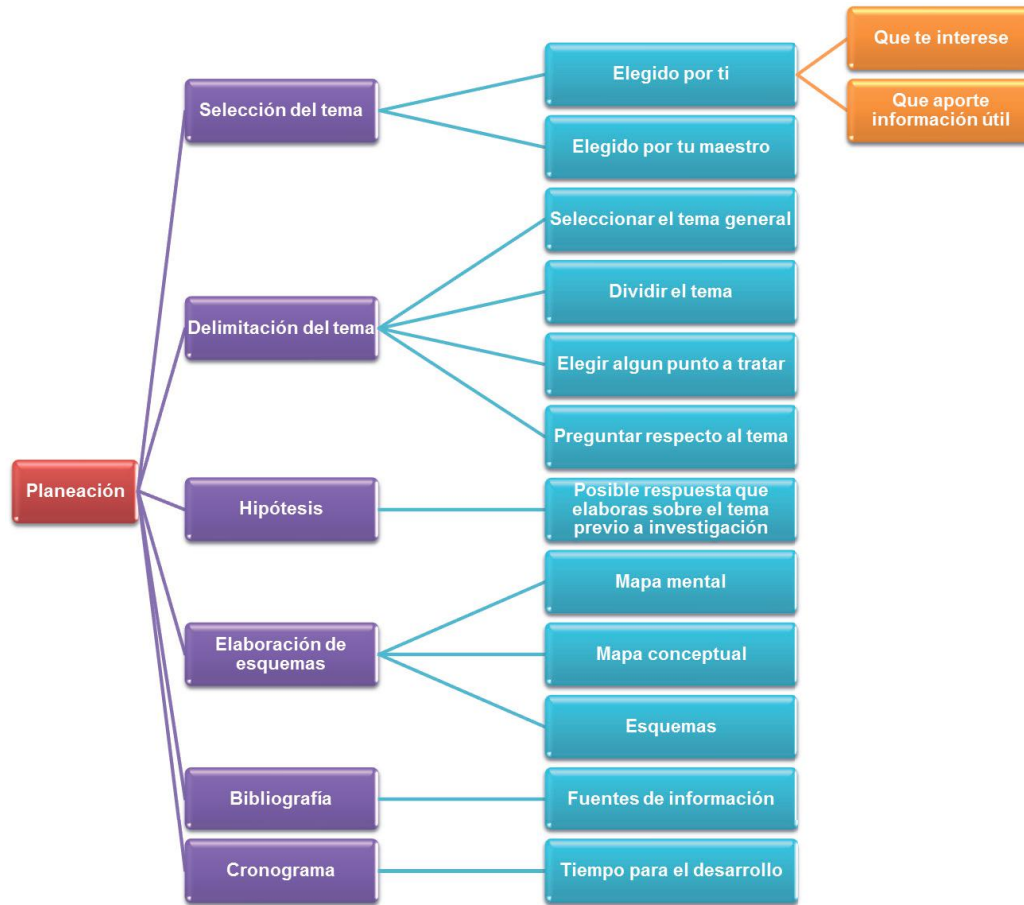 Planeación
Selección del tema
Elegido por ti
Que te interese
Que aporte
información útil
Elegido por tu maestro
Delimitación del tema
Seleccionar el tema general
Dividir el tema
Elegir algun punto a tratar
Preguntar respecto al tema
Hipótesis
Posible respuesta que
elaboras sobre el tema
previo a investigación
Elaboración de
esquemas
Mapa mental
Mapa conceptual
Esquemas
Bibliografía
Fuentes de información
Cronograma
Tiempo para el desarrollo